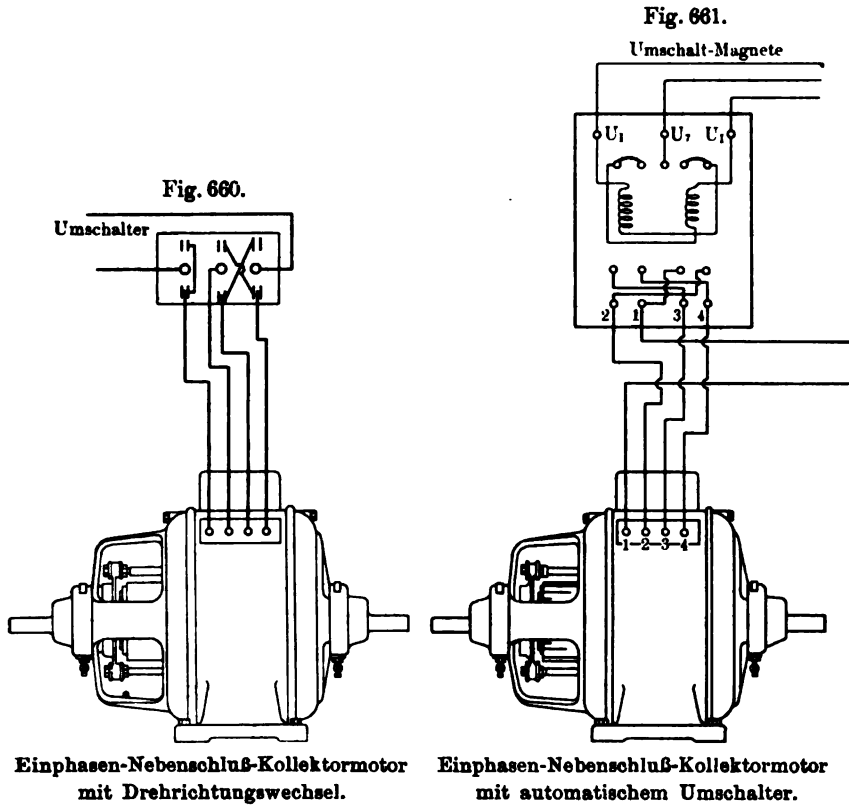 Fig. 661.
Umschalt-Magnete
U₁ U₇ U₁
Fig. 660.
Umschalter
2 1 3 4
1-2-3-4
Einphasen-Nebenschluß-Kollektormotor
mit Drehrichtungswechsel.
Einphasen-Nebenschluß-Kollektormotor
mit automatischem Umschalter.